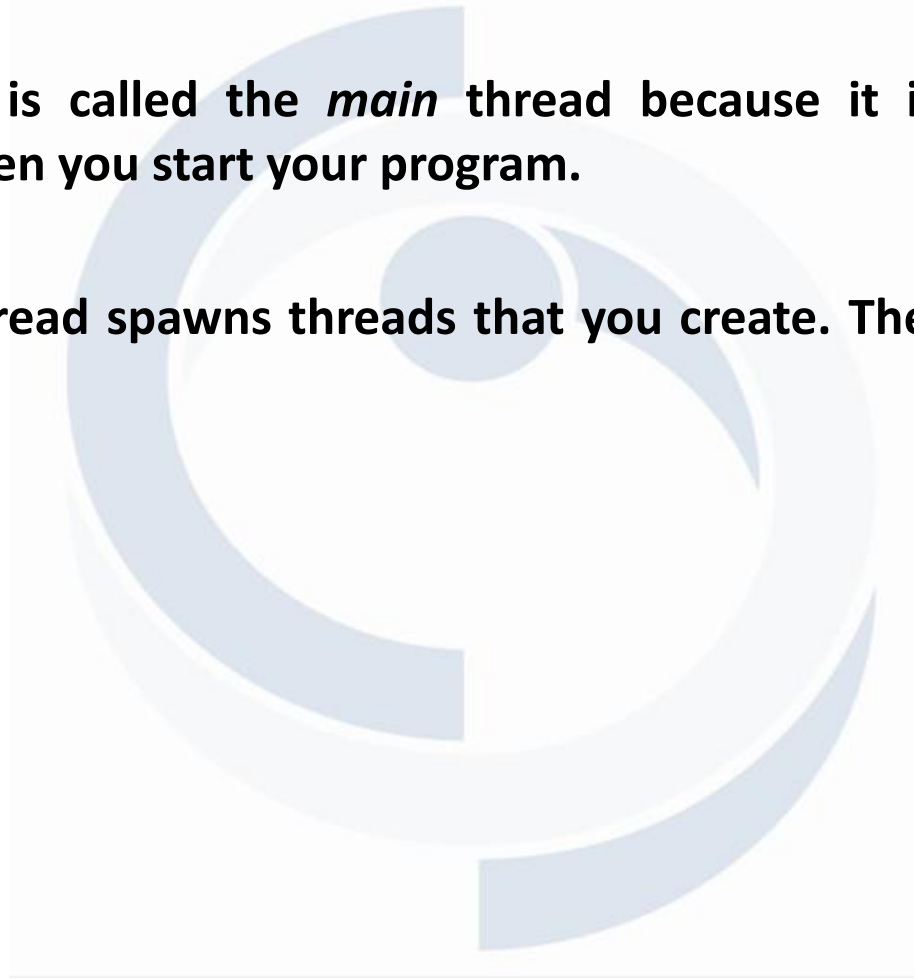 is called the main thread because it i
en you start your program.
read spawns threads that you create. The